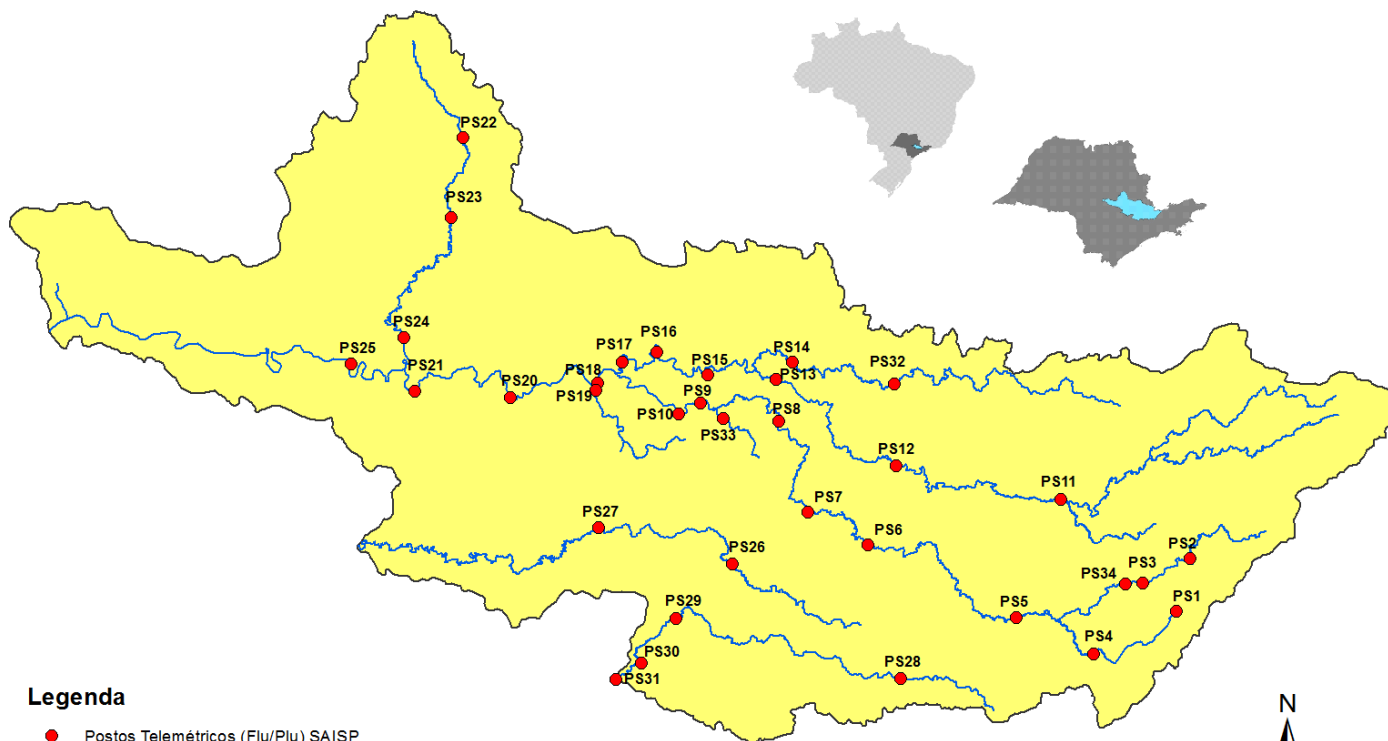 PS22
PS23
PS24
PS25
PS21
PS20
PS16
PS17
PS18
PS19
PS15
PS14
PS13
PS32
PS9
PS10
PS33
PS8
PS12
PS11
PS7
PS6
PS27
PS26
PS2
PS3
PS34
PS1
PS5
PS4
PS29
PS30
PS31
PS28
N
Legenda
Postos Telemétricos (Flu/Plu) SAISP